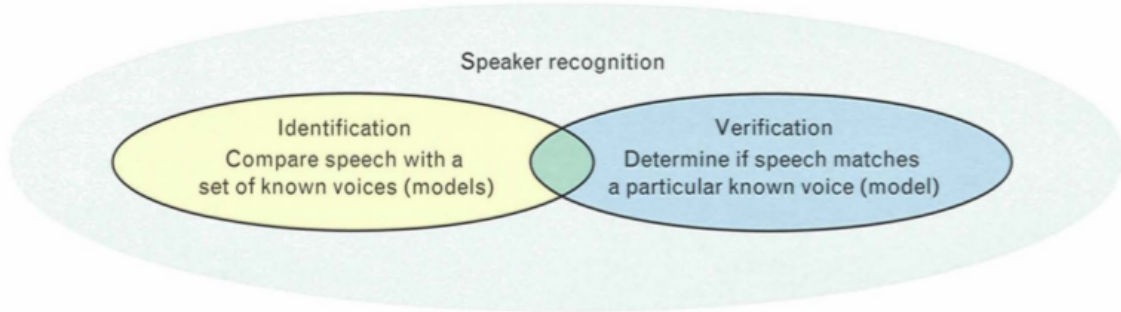 Speaker recognition
Identification
Compare speech with a
set of known voices (models)
Verification
Determine if speech matches
a particular known voice (model)